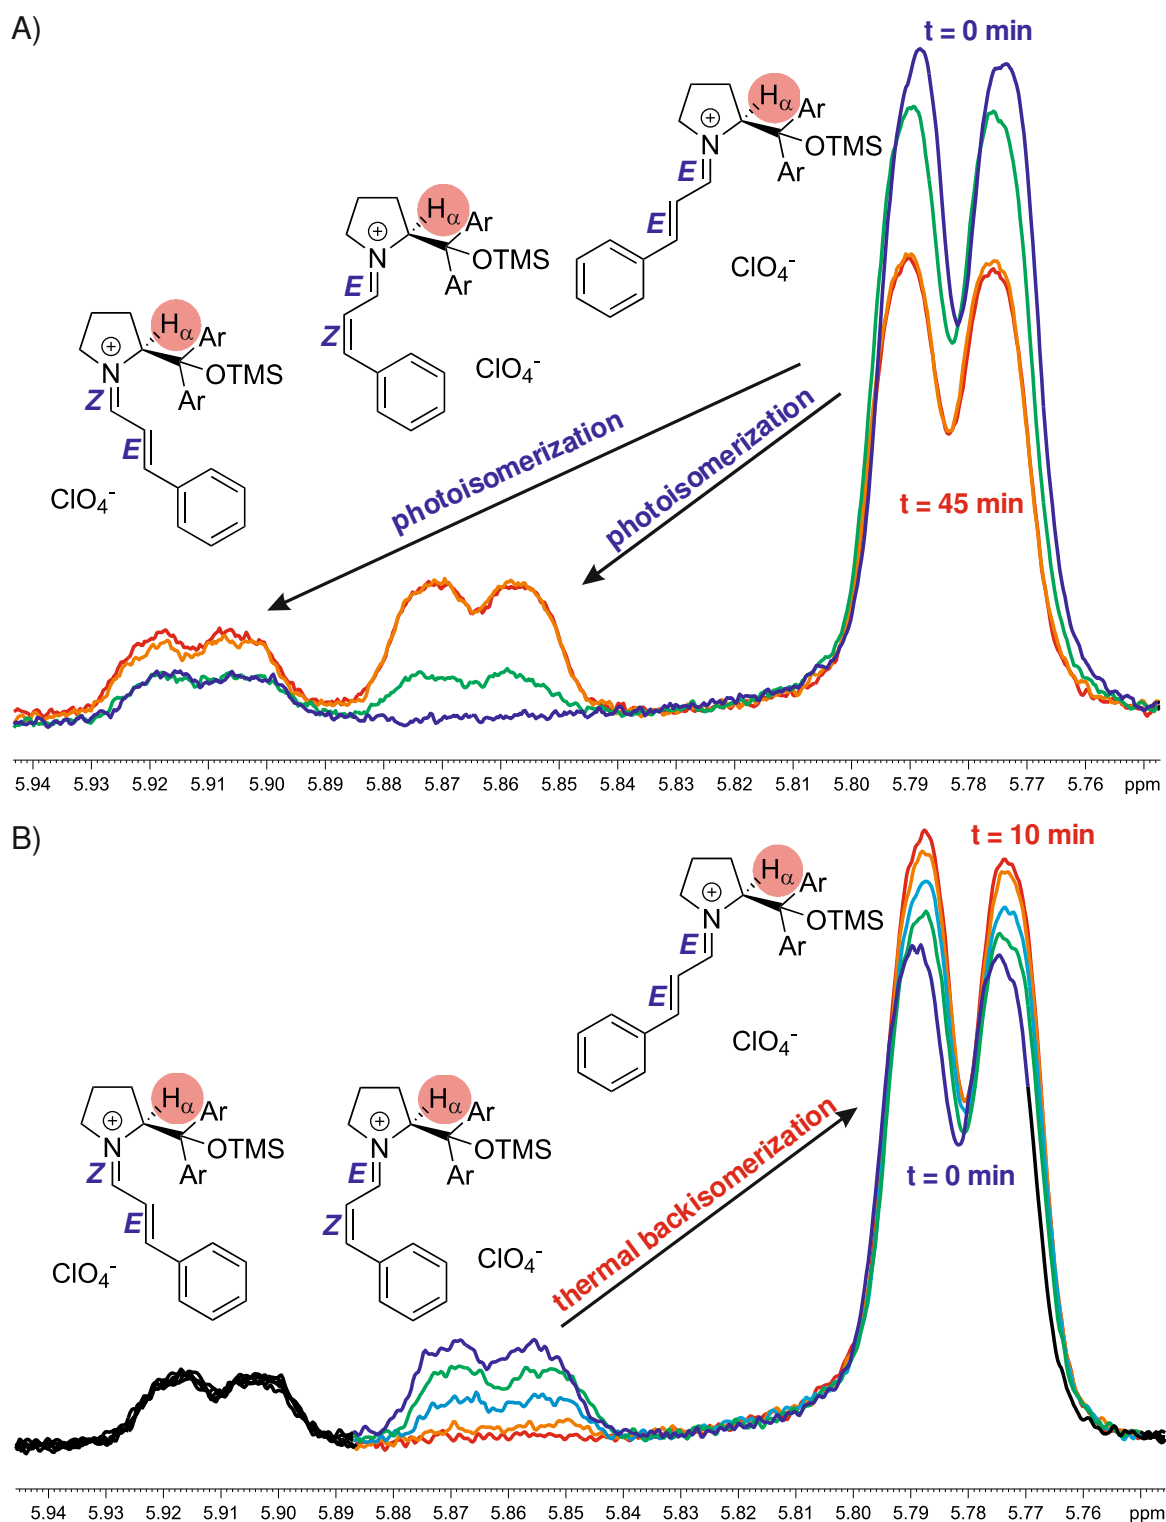 A)
t = 0 min
Hα
Ar
⊕
N
OTMS
Ar
E
E
ClO4-
Hα
Ar
⊕
N
OTMS
Ar
E
Z
ClO4-
Hα
Ar
⊕
N
OTMS
Ar
Z
E
ClO4-
photoisomerization
photoisomerization
t = 45 min
5.94 5.93 5.92 5.91 5.90 5.89 5.88 5.87 5.86 5.85 5.84 5.83 5.82 5.81 5.80 5.79 5.78 5.77 5.76 ppm
B)
t = 10 min
Hα
Ar
⊕
N
OTMS
Ar
E
E
ClO4-
Hα
Ar
⊕
N
OTMS
Ar
Z
E
ClO4-
Hα
Ar
⊕
N
OTMS
Ar
E
Z
ClO4-
thermal backisomerization
t = 0 min
5.94 5.93 5.92 5.91 5.90 5.89 5.88 5.87 5.86 5.85 5.84 5.83 5.82 5.81 5.80 5.79 5.78 5.77 5.76 ppm